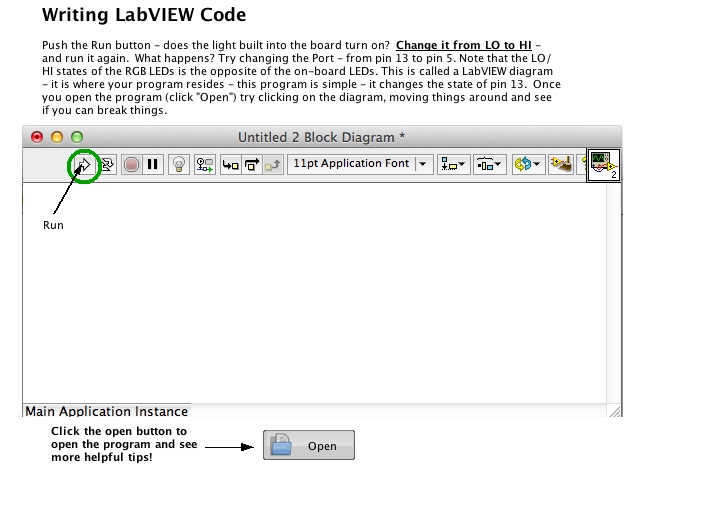 Writing LabVIEW Code
Push the Run button - does the light built into the board turn on?  Change it from LO to HI -
and run it again.  What happens? Try changing the Port - from pin 13 to pin 5. Note that the LO/
HI states of the RGB LEDs is the opposite of the on-board LEDs. This is called a LabVIEW diagram
- it is where your program resides - this program is simple - it changes the state of pin 13.  Once
you open the program (click "Open") try clicking on the diagram, moving things around and see
if you can break things.
Untitled 2 Block Diagram *
11pt Application Font
2
Run
Main Application Instance
Click the open button to
open the program and see
more helpful tips!
Open